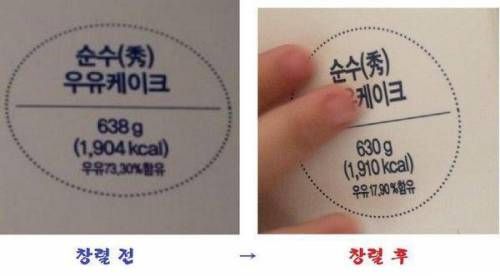 순수(秀)
우유케이크
638 g
(1,904 kcal)
우유73,30%함유
순수(秀)
케이크
630 g
(1,910 kcal)
우유17,90%함유
창렬 전 → 창렬 후